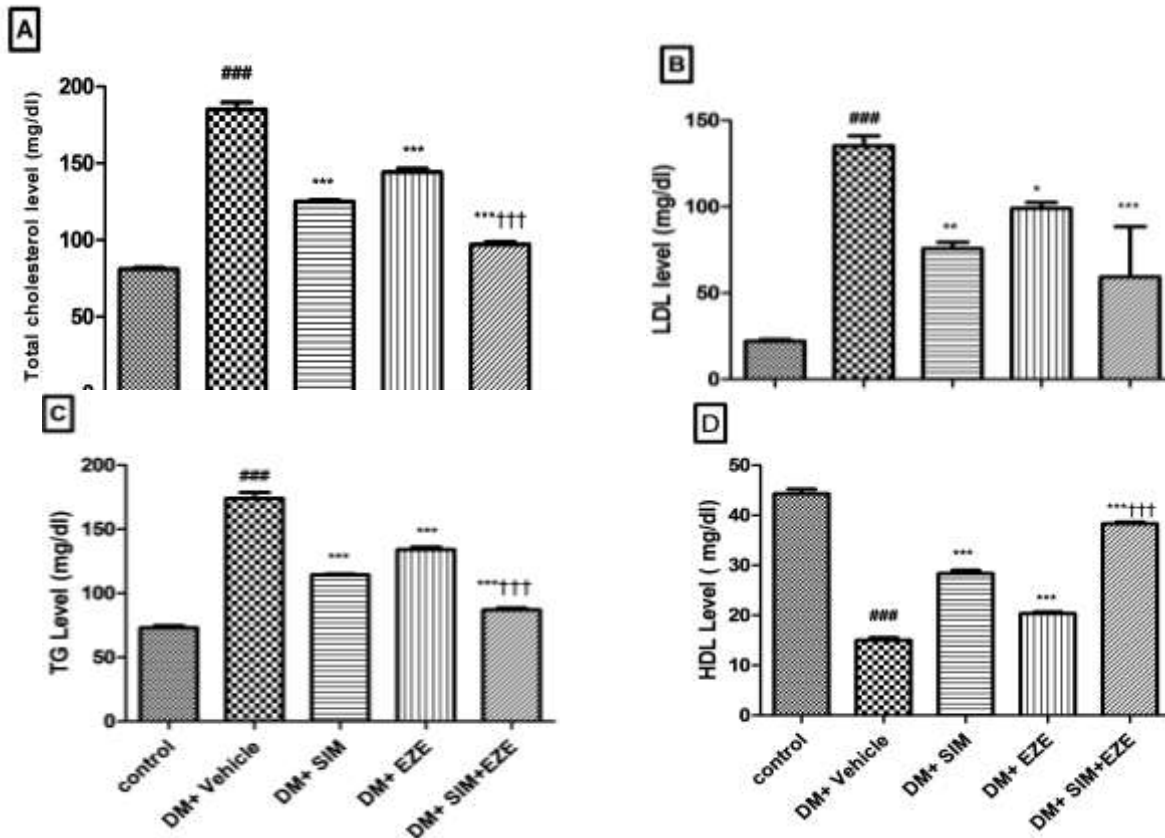 A
Total cholesterol level (mg/dl)
200
150
100
50
0
###
***
***
***†††
B
LDL level (mg/dl)
150
100
50
0
###
**
*
***
C
TG Level (mg/dl)
200
150
100
50
0
###
***
***
***†††
control
DM+ Vehicle
DM+ SIM
DM+ EZE
DM+ SIM+EZE
D
HDL Level ( mg/dl)
50
40
30
20
10
0
###
***
***
***†††
control
DM+ Vehicle
DM+ SIM
DM+ EZE
DM+ SIM+EZE